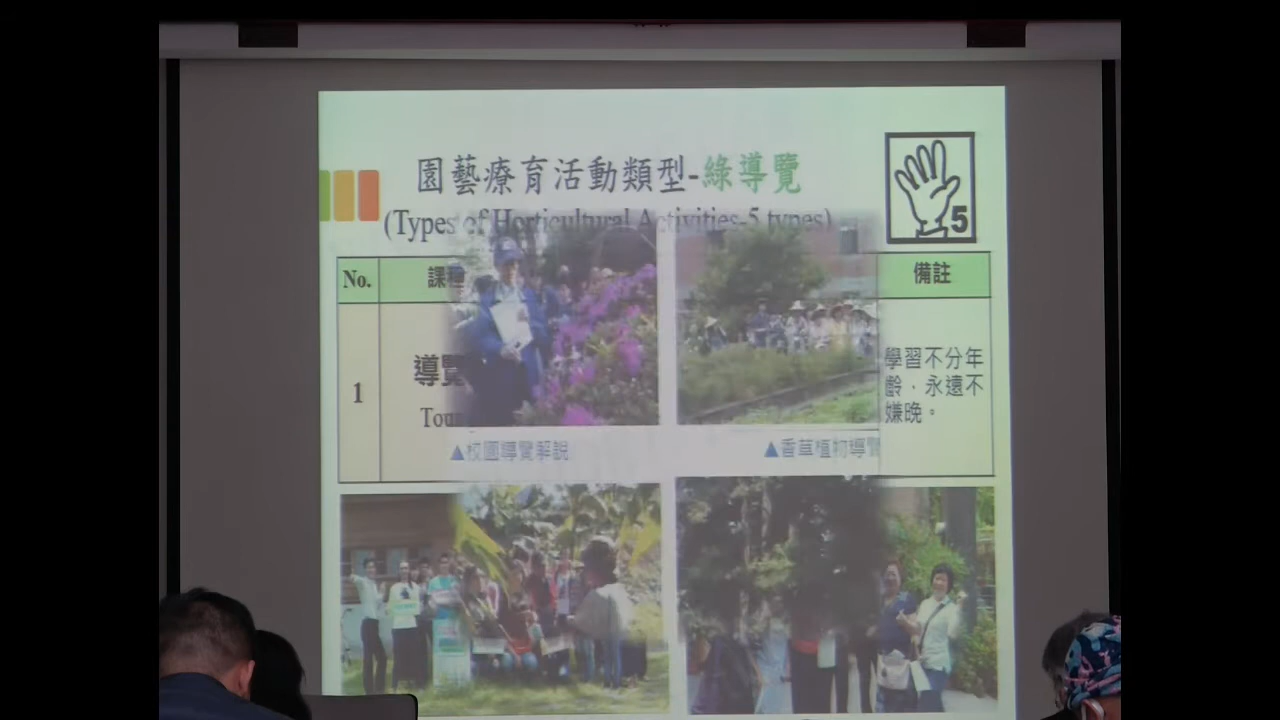 園藝療育活動類型-綠導覽
(Types of Horticultural Activities-5 types)
5
No.
課種
備註
1
導覽
學習不分年
齡，永遠不
嫌晚。
▲校園導覽解說
▲香草植物導覽